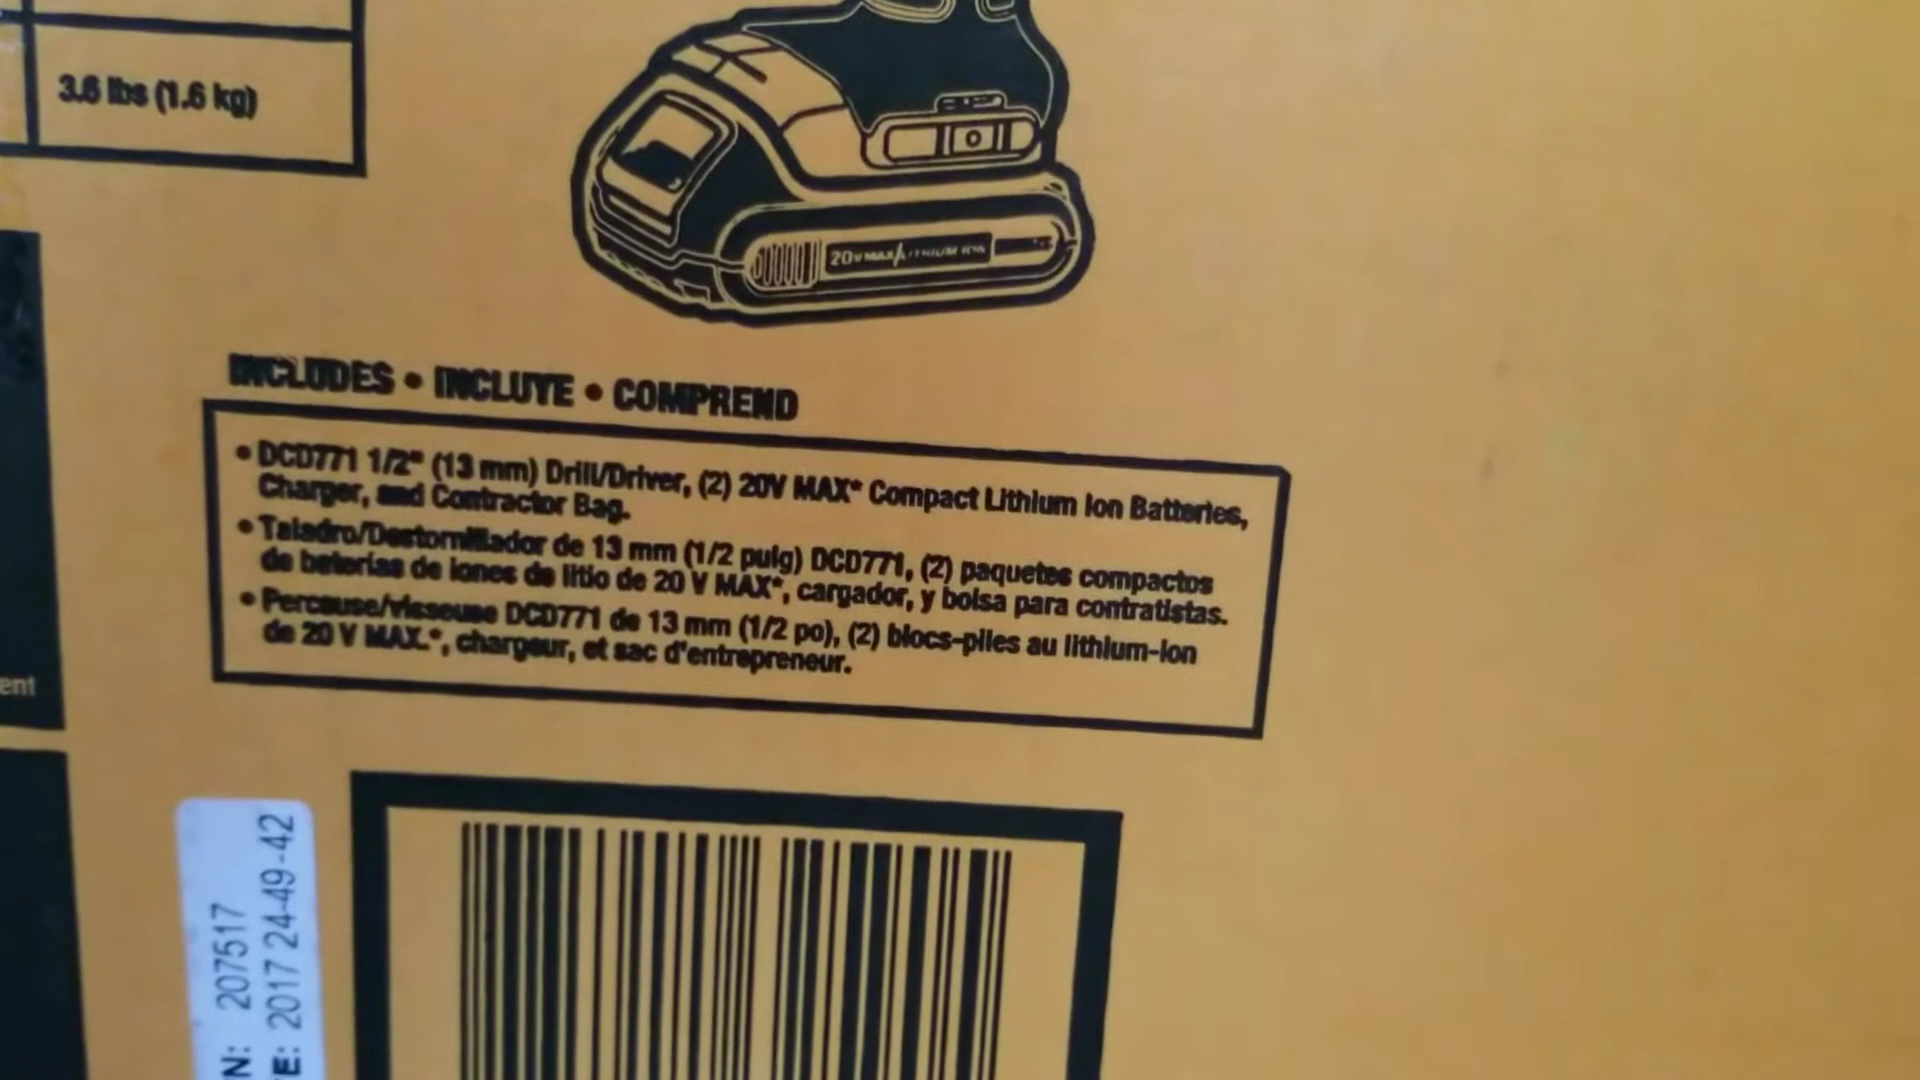 3.6 lbs (1.6 kg)
20V MAX LITHIUM ION
INCLUDES • INCLUYE • COMPREND
• DCD771 1/2" (13 mm) Drill/Driver, (2) 20V MAX* Compact Lithium Ion Batteries,
Charger, and Contractor Bag.
• Taladro/Destornillador de 13 mm (1/2 pulg) DCD771, (2) paquetes compactos
de baterías de iones de litio de 20 V MAX*, cargador, y bolsa para contratistas.
• Perceuse/visseuse DCD771 de 13 mm (1/2 po), (2) blocs-piles au lithium-ion
de 20 V MAX.*, chargeur, et sac d'entrepreneur.
ent
N: 207517
E: 2017 24-49-42